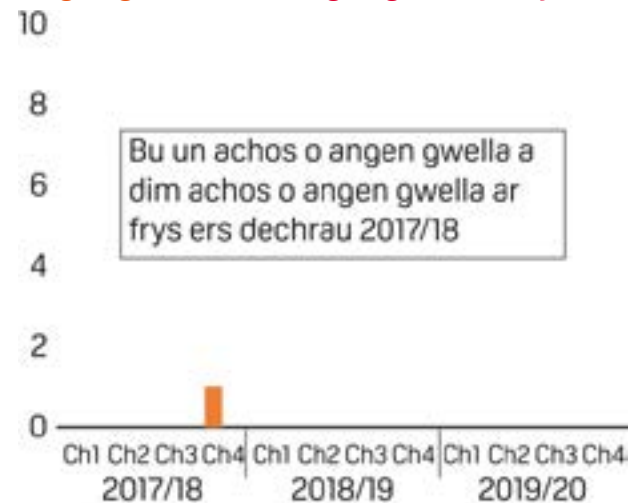 10
8
6
4
2
0
Bu un achos o angen gwella a
dim achos o angen gwella ar
frys ers dechrau 2017/18
Ch1 Ch2 Ch3 Ch4 Ch1 Ch2 Ch3 Ch4 Ch1 Ch2 Ch3 Ch4
2017/18 2018/19 2019/20